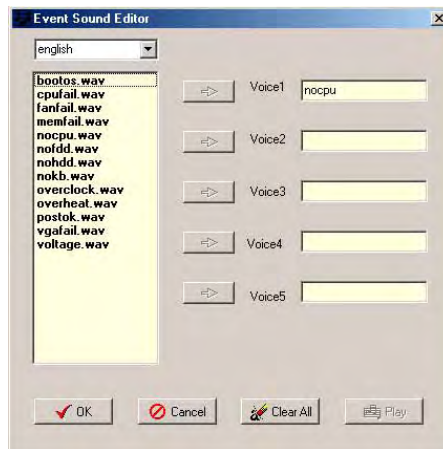 Event Sound Editor
english
bootos.wav
cpufail.wav
fanfail.wav
memfail.wav
nocpu.wav
nofdd.wav
nohdd.wav
nokb.wav
overclock.wav
overheat.wav
postok.wav
vgafail.wav
voltage.wav
Voice1
nocpu
Voice2
Voice3
Voice4
Voice5
OK
Cancel
Clear All
Play